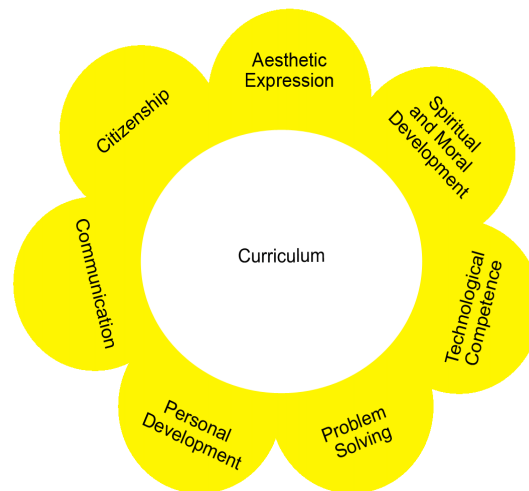 Aesthetic
Expression
Spiritual
and Moral
Development
Technological
Competence
Problem
Solving
Personal
Development
Communication
Citizenship
Curriculum